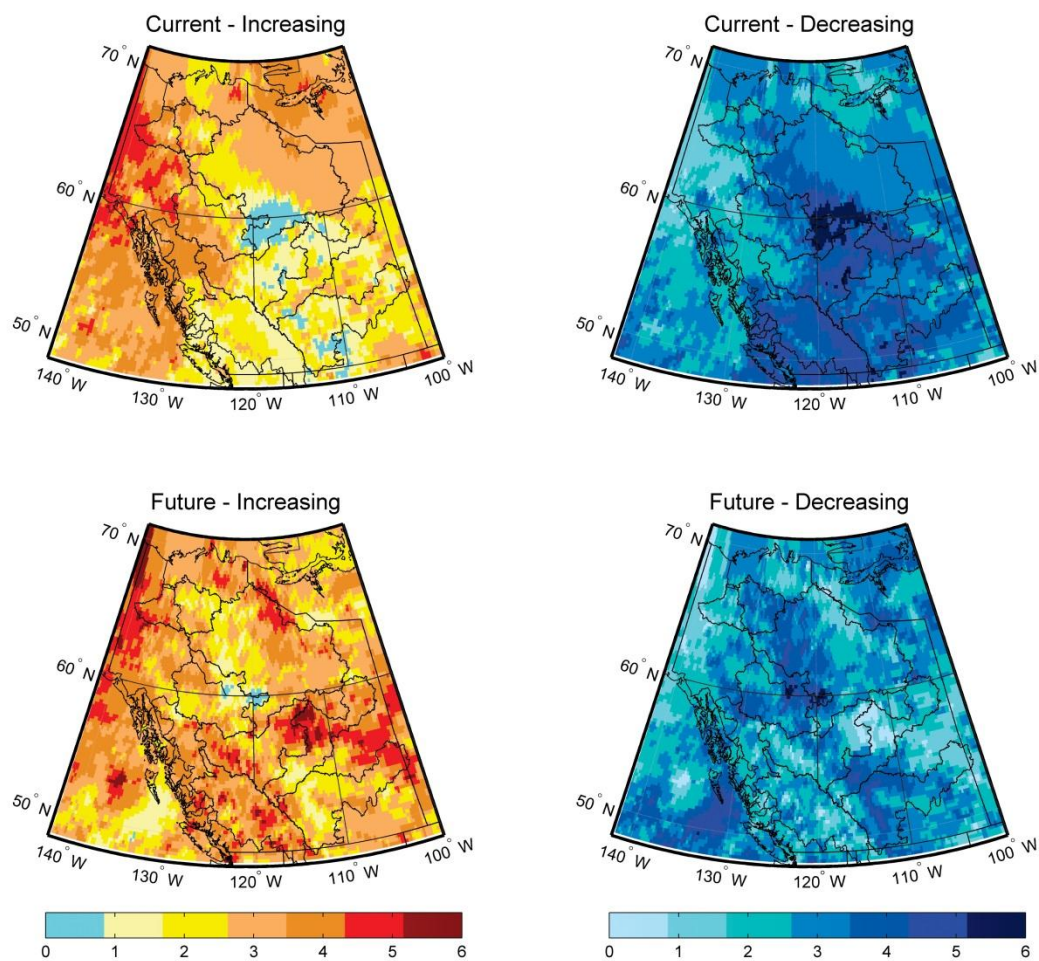 Current - Increasing
Current - Decreasing
70° N
60° N
50° N
140° W
130° W
120° W
110° W
100° W
70° N
60° N
50° N
140° W
130° W
120° W
110° W
100° W
Future - Increasing
Future - Decreasing
70° N
60° N
50° N
140° W
130° W
120° W
110° W
100° W
70° N
60° N
50° N
140° W
130° W
120° W
110° W
100° W
0 1 2 3 4 5 6
0 1 2 3 4 5 6